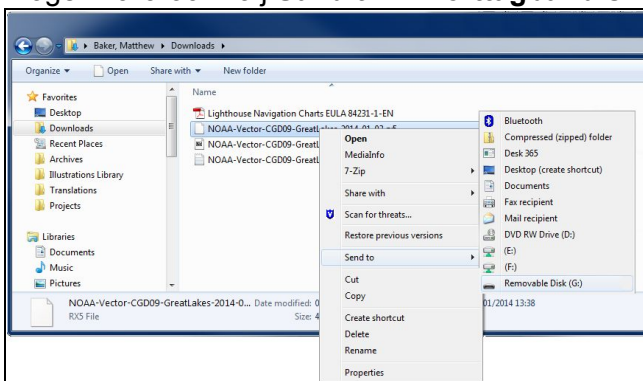 Baker, Matthew ▸ Downloads ▸
Organize ▾ Open Share with ▾ New folder
Favorites
Desktop
Downloads
Recent Places
Archives
Illustrations Library
Translations
Projects
Libraries
Documents
Music
Pictures
Name
Lighthouse Navigation Charts EULA 84231-1-EN
NOAA-Vector-CGD09-GreatLakes-2014-01-02
NOAA-Vector-CGD09-GreatL
NOAA-Vector-CGD09-GreatL
Open
MediaInfo
7-Zip
Share with
Scan for threats...
Restore previous versions
Send to
Cut
Copy
Create shortcut
Delete
Rename
Properties
Bluetooth
Compressed (zipped) folder
Desk 365
Desktop (create shortcut)
Documents
Fax recipient
Mail recipient
DVD RW Drive (D:)
(E:)
(F:)
Removable Disk (G:)
NOAA-Vector-CGD09-GreatLakes-2014-0... Date modified: 0
01/2014 13:38
RX5 File Size: 4